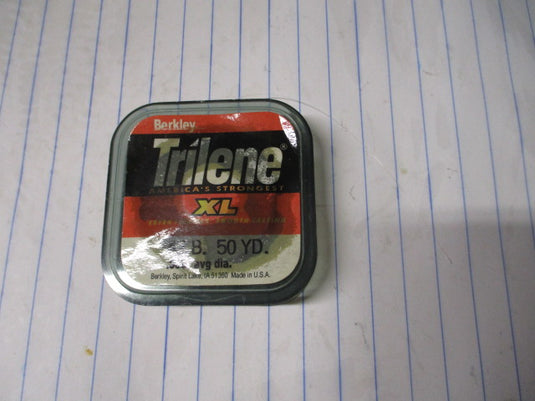 Berkley
Trilene®
AMERICA'S STRONGEST
XL
B. 50 YD.
avg dia.
Berkley, Spirit Lake, IA 51360 Made in U.S.A.